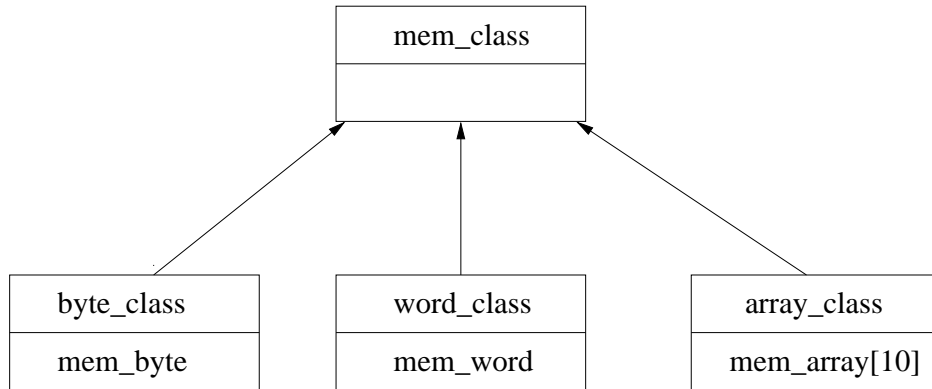 mem_class
byte_class
word_class
array_class
mem_byte
mem_word
mem_array[10]